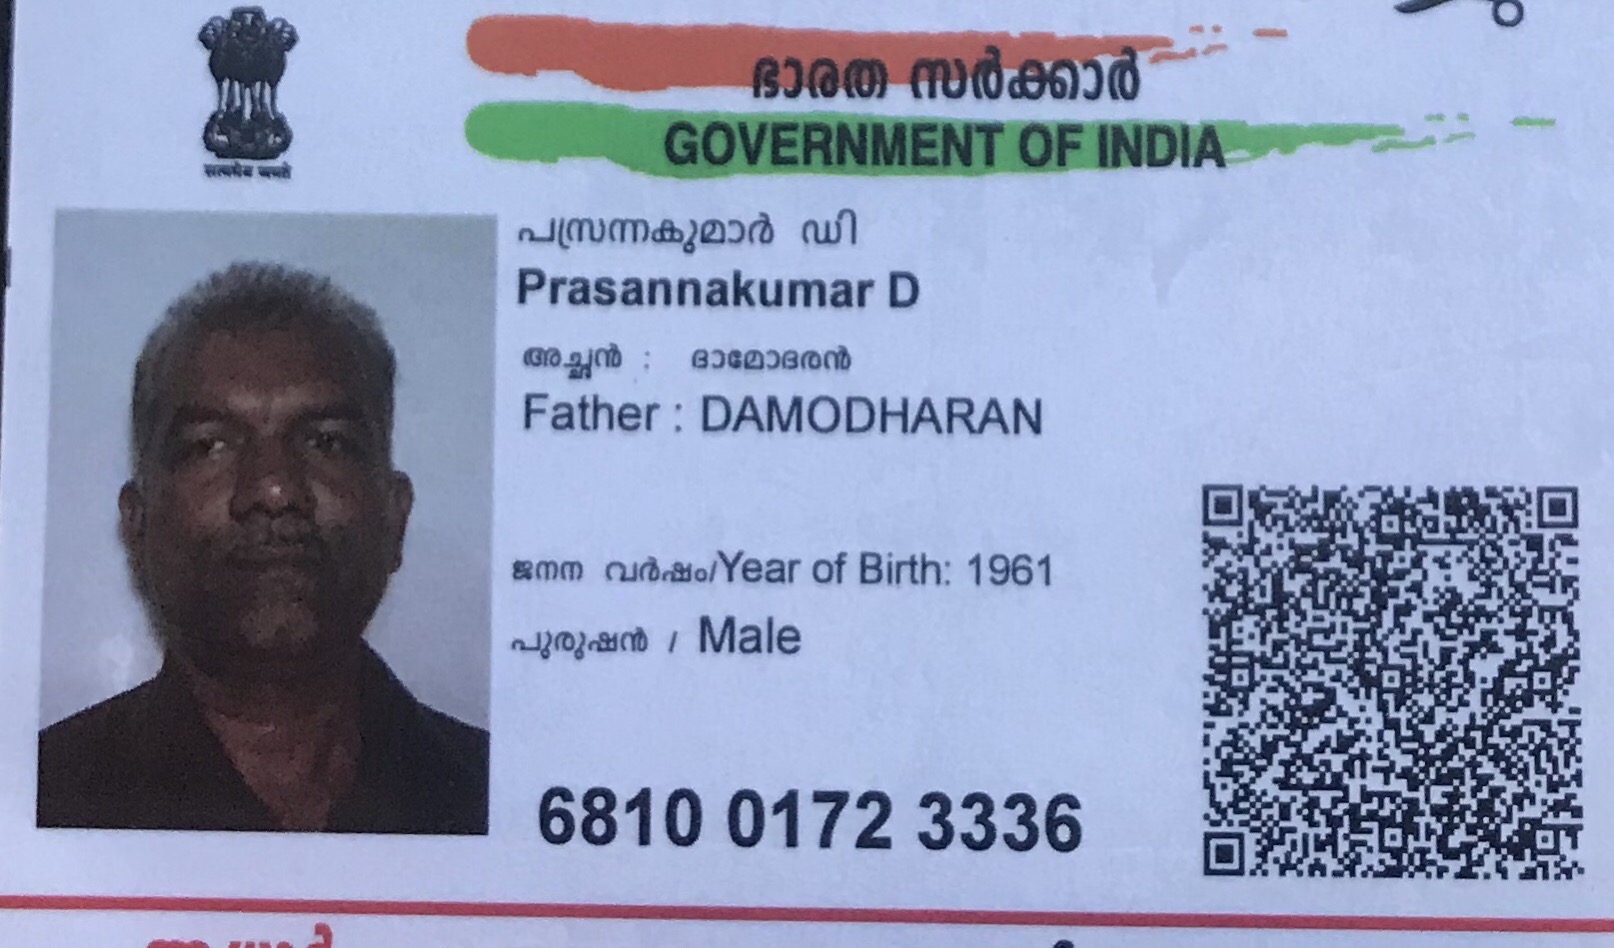 सत्यमेव जयते
ഭാരത സർക്കാർ
GOVERNMENT OF INDIA
പ്രസന്നകുമാർ ഡി
Prasannakumar D
അച്ഛൻ : ദാമോദരൻ
Father : DAMODHARAN
ജനന വർഷം/Year of Birth: 1961
പുരുഷൻ / Male
6810 0172 3336